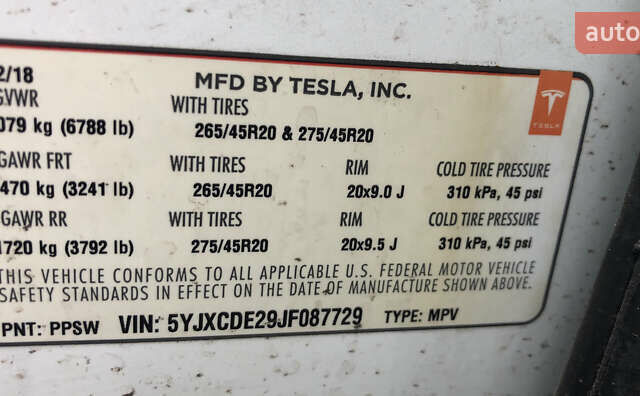 auto
2/18
MFD BY TESLA, INC.
GVWR WITH TIRES
079 kg (6788 lb) 265/45R20 & 275/45R20
TESLA
GAWR FRT WITH TIRES RIM COLD TIRE PRESSURE
470 kg (3241 lb) 265/45R20 20x9.0 J 310 kPa, 45 psi
GAWR RR WITH TIRES RIM COLD TIRE PRESSURE
1720 kg (3792 lb) 275/45R20 20x9.5 J 310 kPa, 45 psi
THIS VEHICLE CONFORMS TO ALL APPLICABLE U.S. FEDERAL MOTOR VEHICLE
SAFETY STANDARDS IN EFFECT ON THE DATE OF MANUFACTURE SHOWN ABOVE.
PNT: PPSW VIN: 5YJXCDE29JF087729 TYPE: MPV